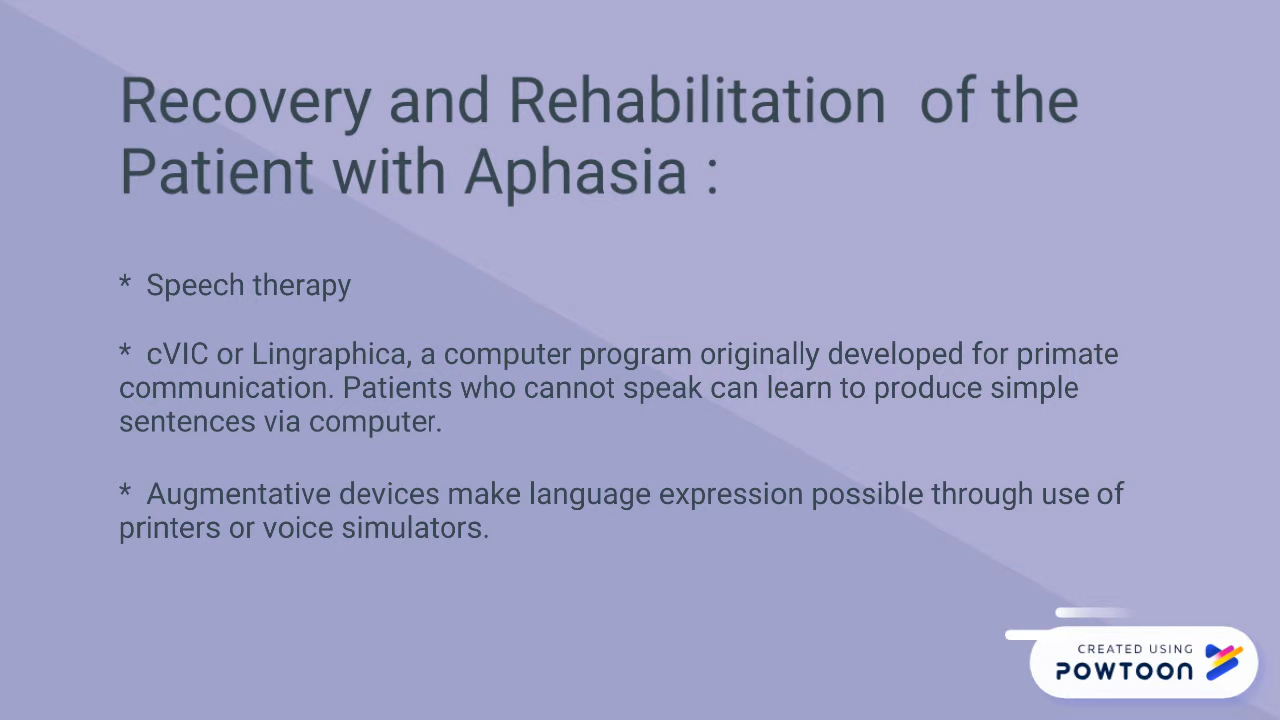 Recovery and Rehabilitation  of the
Patient with Aphasia :
*  Speech therapy
*  cVIC or Lingraphica, a computer program originally developed for primate
communication. Patients who cannot speak can learn to produce simple
sentences via computer.
*  Augmentative devices make language expression possible through use of
printers or voice simulators.
CREATED USING
POWTOON